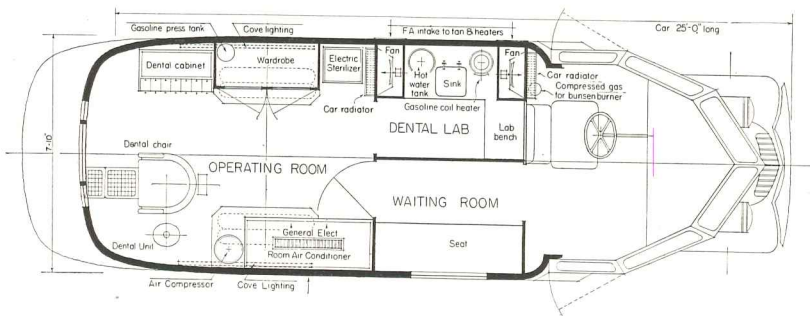 Car 25'-0" long
Gasoline press tank
Cove lighting
F.A intake to fan & heaters
Dental cabinet
Wardrobe
Electric
Sterilizer
Fan
Hot
water
tank
Sink
Fan
Car radiator
Compressed gas
for bunsenburner
Car radiator
Gasoline coil heater
DENTAL LAB
Lab
bench
7'-10"
Dental chair
OPERATING ROOM
WAITING ROOM
Dental Unit
General Elect
Room Air Conditioner
Seat
Air Compressor
Cove Lighting